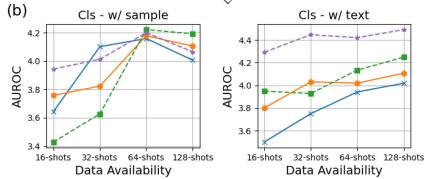 (b)
Cls - w/ sample
Cls - w/ text
AUROC
4.2
4.0
3.8
3.6
3.4
16-shots 32-shots 64-shots 128-shots
Data Availability
AUROC
4.4
4.2
4.0
3.8
3.6
16-shots 32-shots 64-shots 128-shots
Data Availability